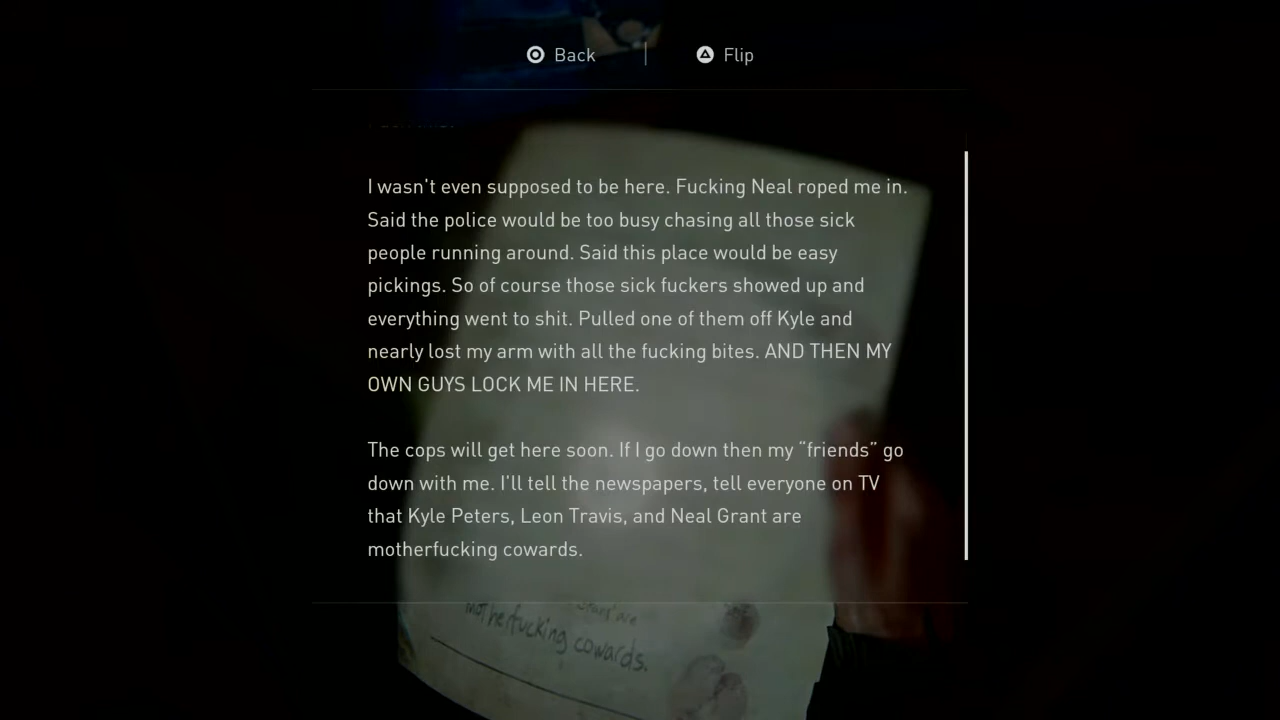 Back
Flip
I wasn't even supposed to be here. Fucking Neal roped me in.
Said the police would be too busy chasing all those sick
people running around. Said this place would be easy
pickings. So of course those sick fuckers showed up and
everything went to shit. Pulled one of them off Kyle and
nearly lost my arm with all the fucking bites. AND THEN MY
OWN GUYS LOCK ME IN HERE.
The cops will get here soon. If I go down then my “friends” go
down with me. I'll tell the newspapers, tell everyone on TV
that Kyle Peters, Leon Travis, and Neal Grant are
motherfucking cowards.
are
motherfucking cowards.